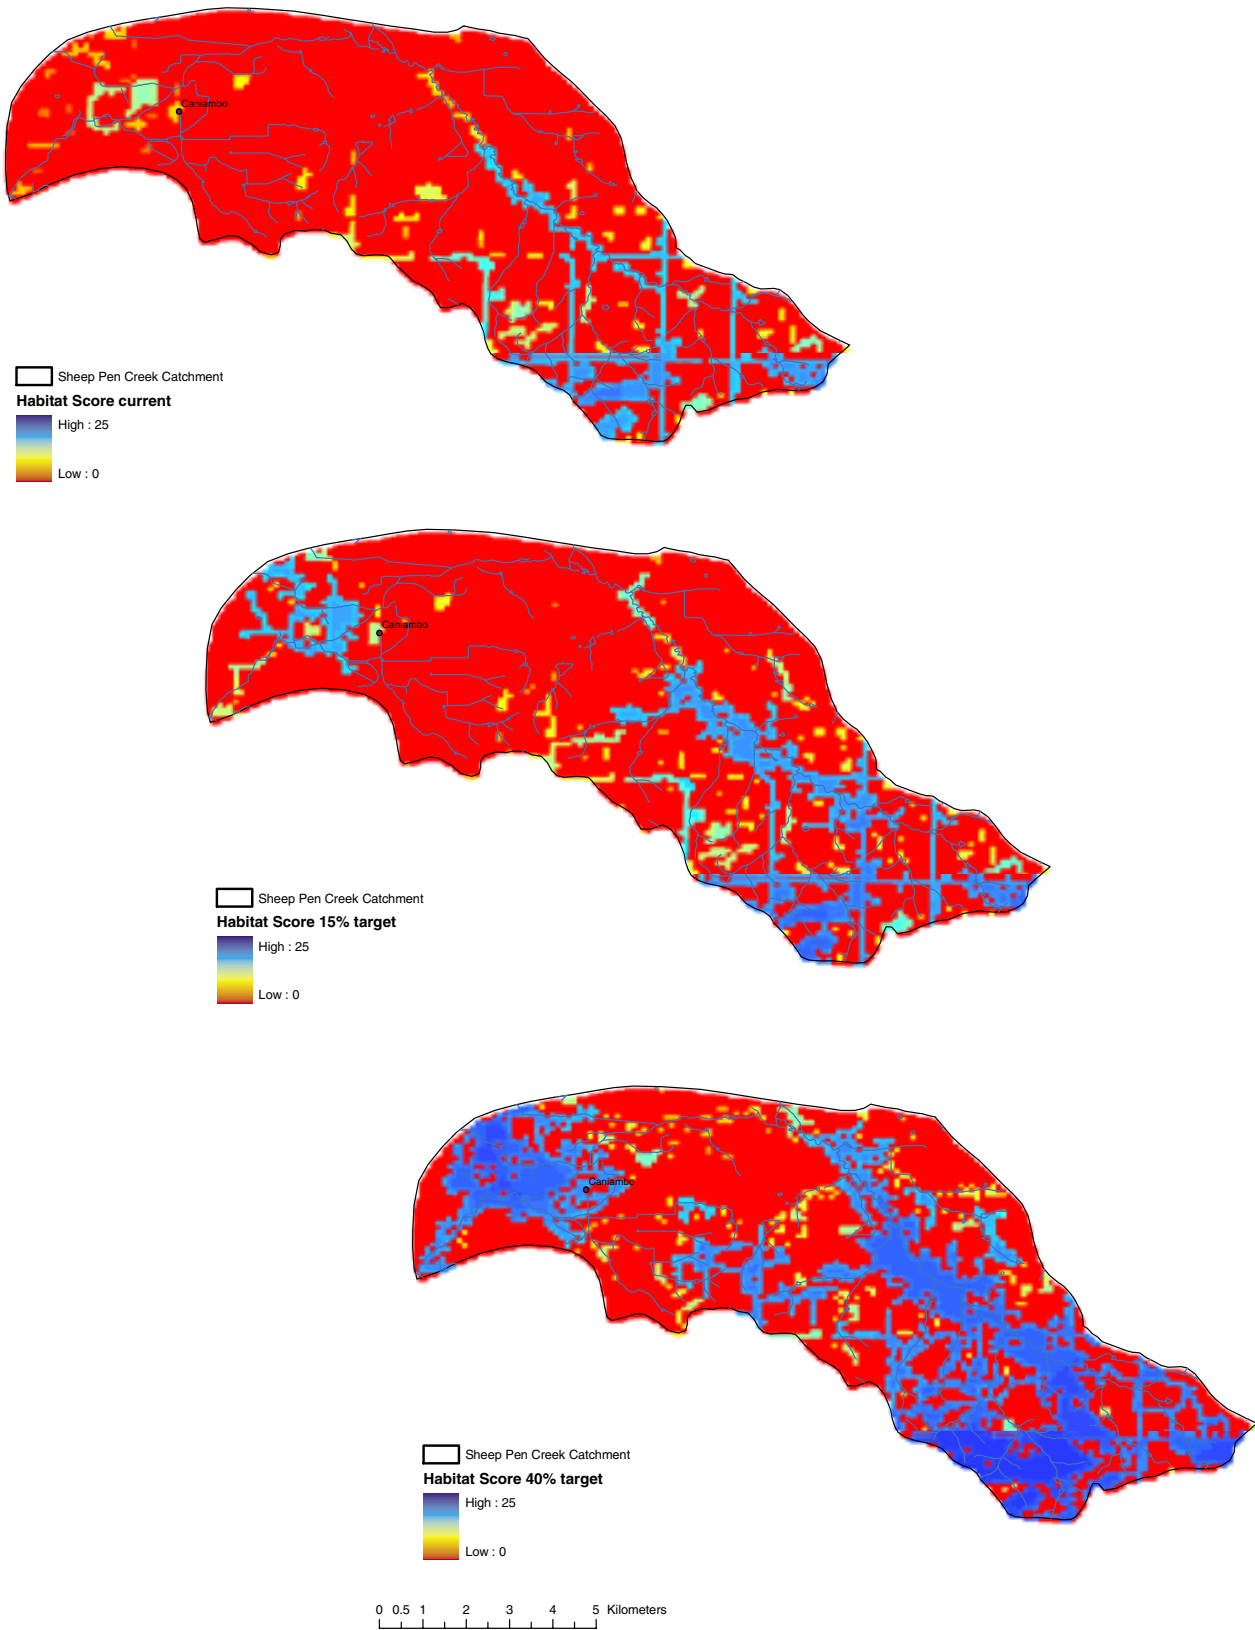 Caniambo
Sheep Pen Creek Catchment
Habitat Score current
High : 25
Low : 0
Caniambo
Sheep Pen Creek Catchment
Habitat Score 15% target
High : 25
Low : 0
Caniambo
Sheep Pen Creek Catchment
Habitat Score 40% target
High : 25
Low : 0
0 0.5 1 2 3 4 5 Kilometers